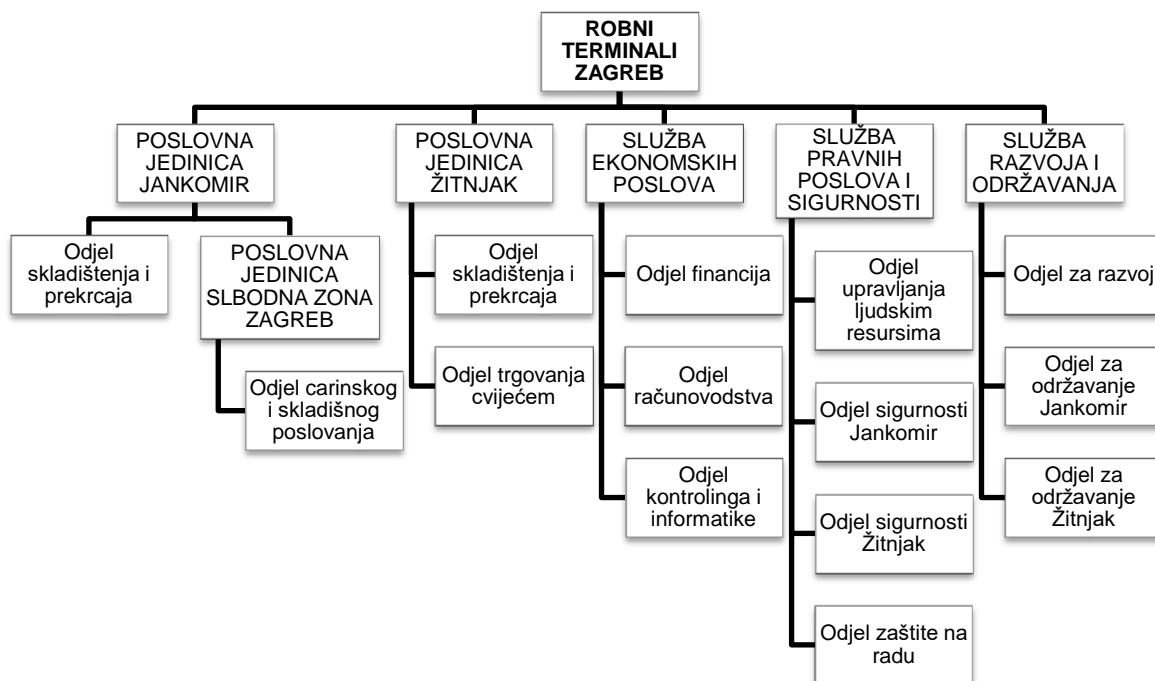 ROBNI
TERMINALI
ZAGREB
POSLOVNA
JEDINICA
JANKOMIR
Odjel
skladištenja i
prekrcaja
POSLOVNA
JEDINICA
SLBODNA ZONA
ZAGREB
Odjel carinskog
i skladišnog
poslovanja
POSLOVNA
JEDINICA
ŽITNJAK
Odjel
skladištenja i
prekrcaja
Odjel trgovanja
cvijećem
SLUŽBA
EKONOMSKIH
POSLOVA
Odjel financija
Odjel
računovodstva
Odjel
kontrolinga i
informatike
SLUŽBA
PRAVNIH
POSLOVA I
SIGURNOSTI
Odjel
upravljanja
ljudskim
resursima
Odjel sigurnosti
Jankomir
Odjel sigurnosti
Žitnjak
Odjel zaštite na
radu
SLUŽBA
RAZVOJA I
ODRŽAVANJA
Odjel za razvoj
Odjel za
održavanje
Jankomir
Odjel za
održavanje
Žitnjak